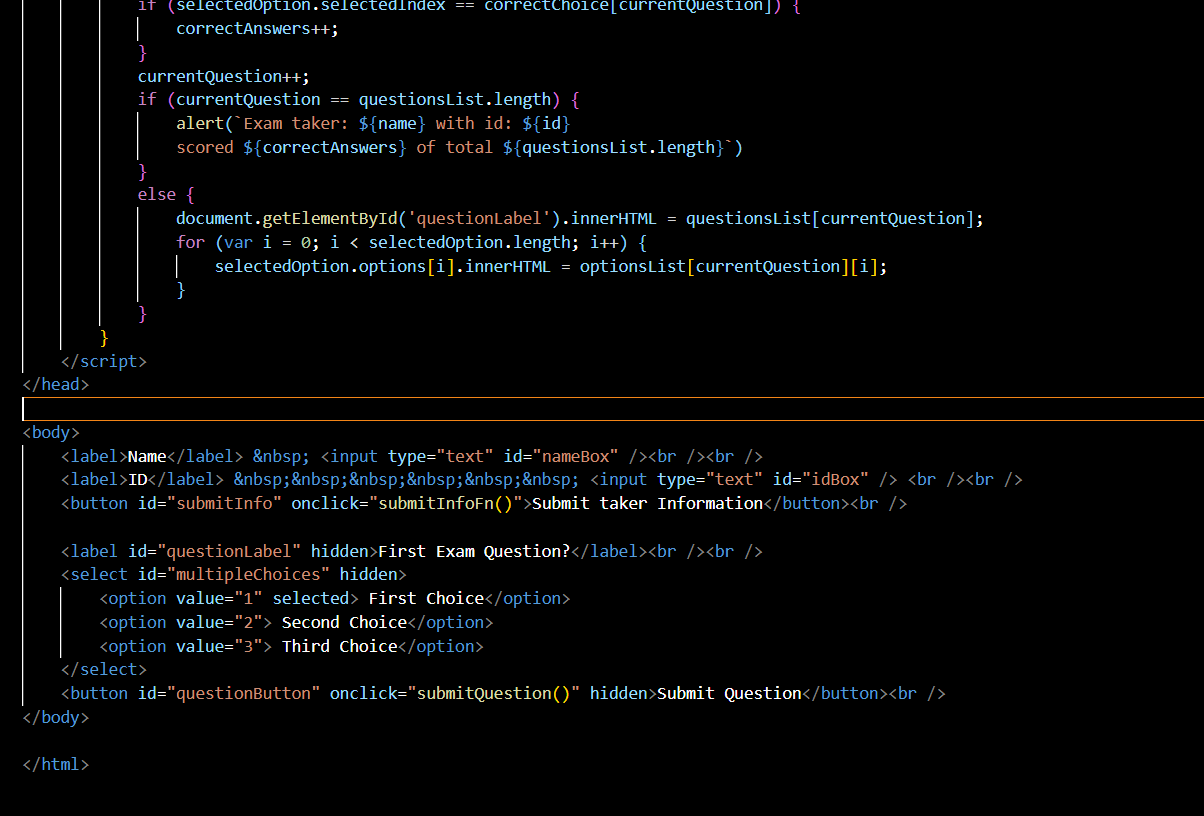 if (selectedOption.selectedIndex == correctChoice[currentQuestion]) {
correctAnswers++;
}
currentQuestion++;
if (currentQuestion == questionsList.length) {
alert(`Exam taker: ${name} with id: ${id}
scored ${correctAnswers} of total ${questionsList.length}`)
}
else {
document.getElementById('questionLabel').innerHTML = questionsList[currentQuestion];
for (var i = 0; i < selectedOption.length; i++) {
selectedOption.options[i].innerHTML = optionsList[currentQuestion][i];
}
}
}
</script>
</head>
<body>
<label>Name</label> &nbsp; <input type="text" id="nameBox" /><br /><br />
<label>ID</label> &nbsp;&nbsp;&nbsp;&nbsp;&nbsp;&nbsp; <input type="text" id="idBox" /> <br /><br />
<button id="submitInfo" onclick="submitInfoFn()">Submit taker Information</button><br />
<label id="questionLabel" hidden>First Exam Question?</label><br /><br />
<select id="multipleChoices" hidden>
<option value="1" selected> First Choice</option>
<option value="2"> Second Choice</option>
<option value="3"> Third Choice</option>
</select>
<button id="questionButton" onclick="submitQuestion()" hidden>Submit Question</button><br />
</body>
</html>